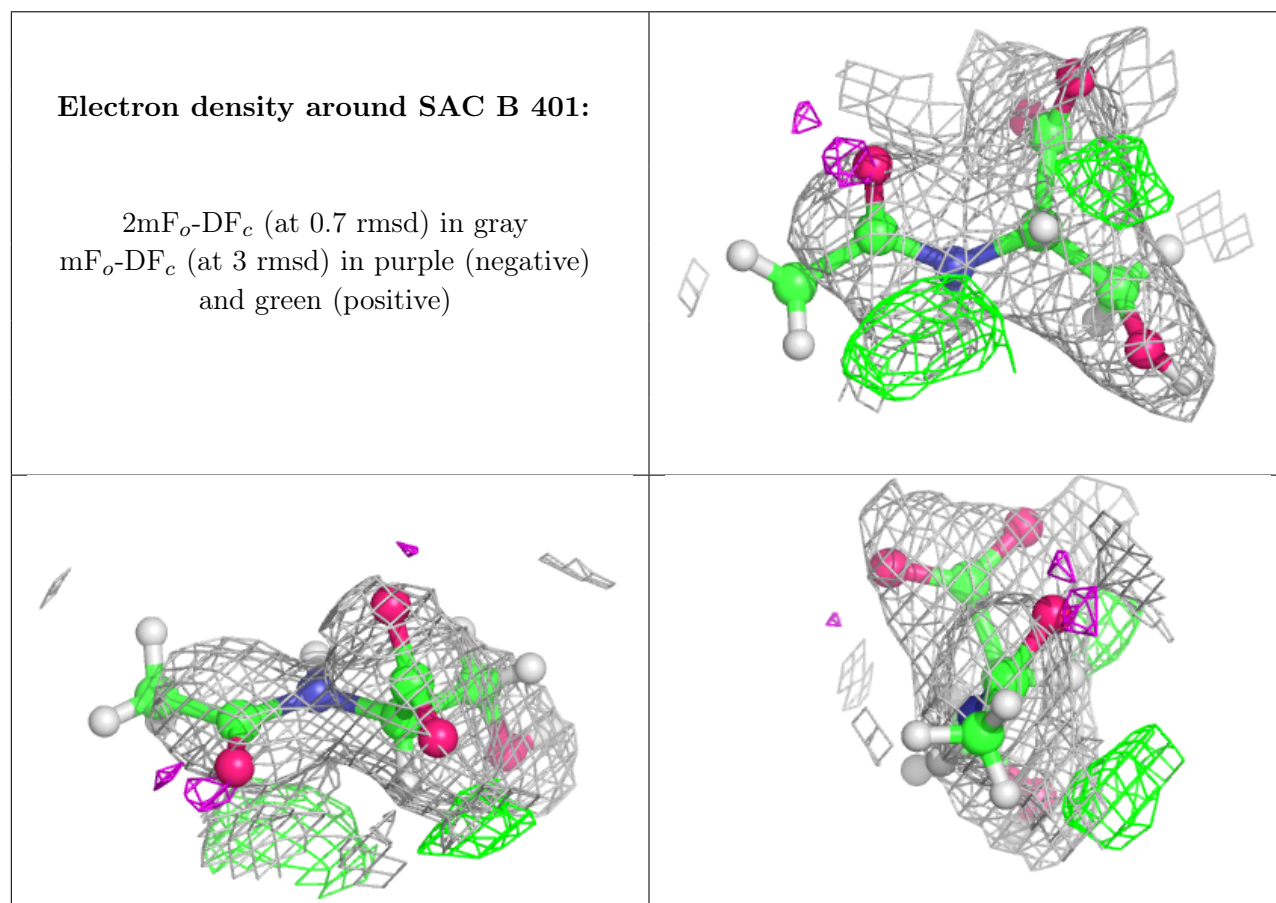 Electron density around SAC B 401:
2mFo-DFc (at 0.7 rmsd) in gray
mFo-DFc (at 3 rmsd) in purple (negative)
and green (positive)